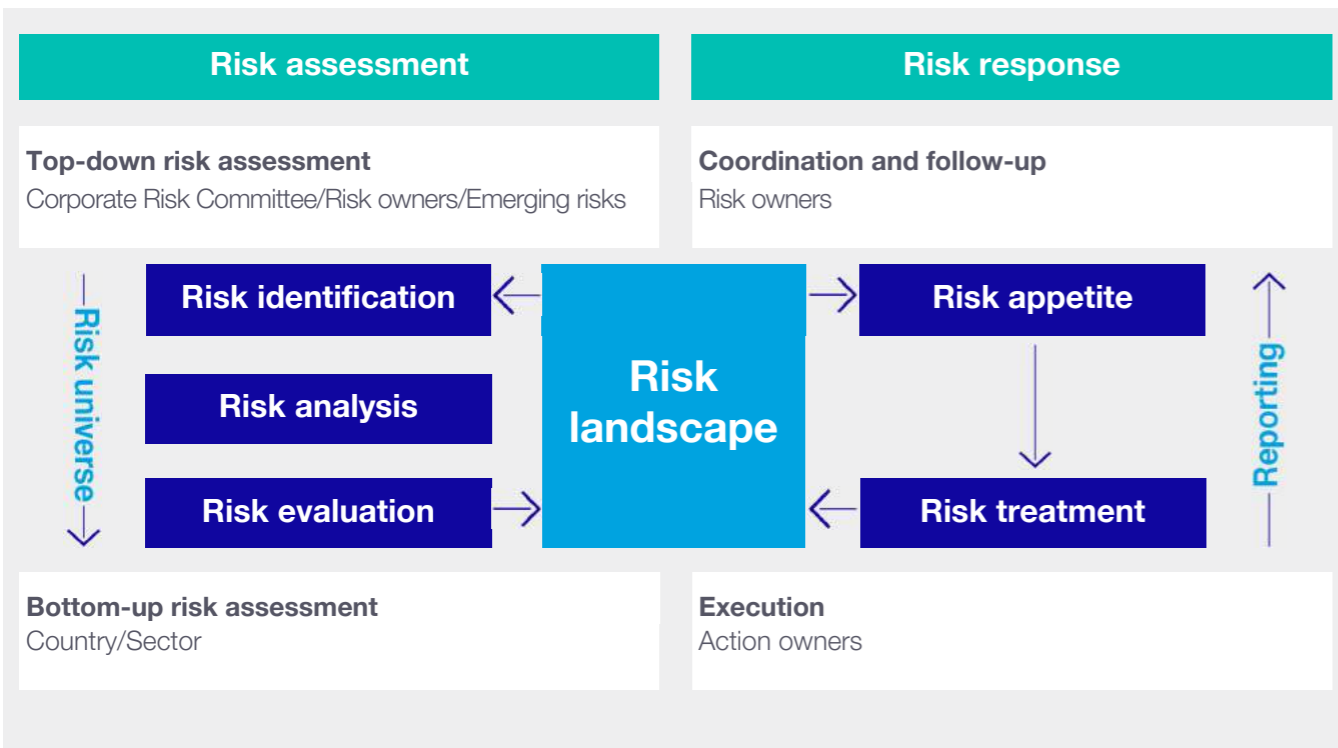 Risk assessment
Risk response
Top-down risk assessment
Corporate Risk Committee/Risk owners/Emerging risks
Coordination and follow-up
Risk owners
Risk universe
Risk identification
Risk analysis
Risk evaluation
Risk
landscape
Risk appetite
Risk treatment
Reporting
Bottom-up risk assessment
Country/Sector
Execution
Action owners